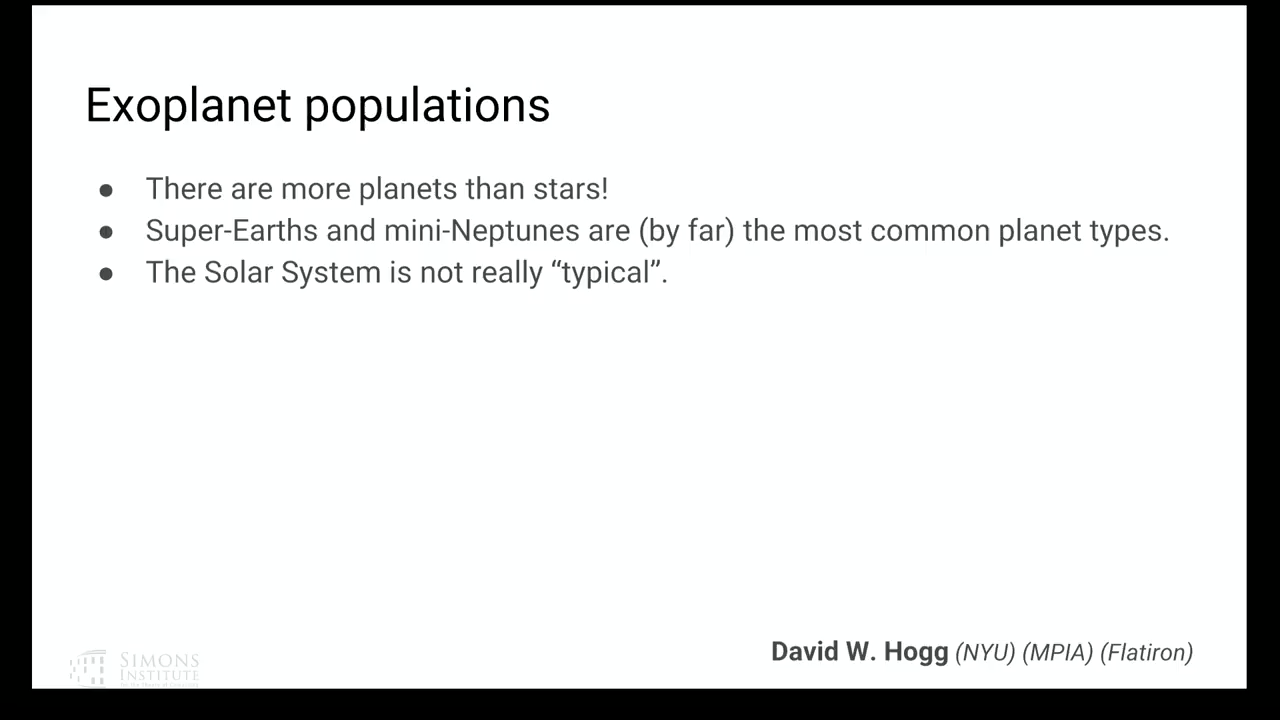 Exoplanet populations
● There are more planets than stars!
● Super-Earths and mini-Neptunes are (by far) the most common planet types.
● The Solar System is not really “typical”.
David W. Hogg (NYU) (MPIA) (Flatiron)
SIMONS
INSTITUTE